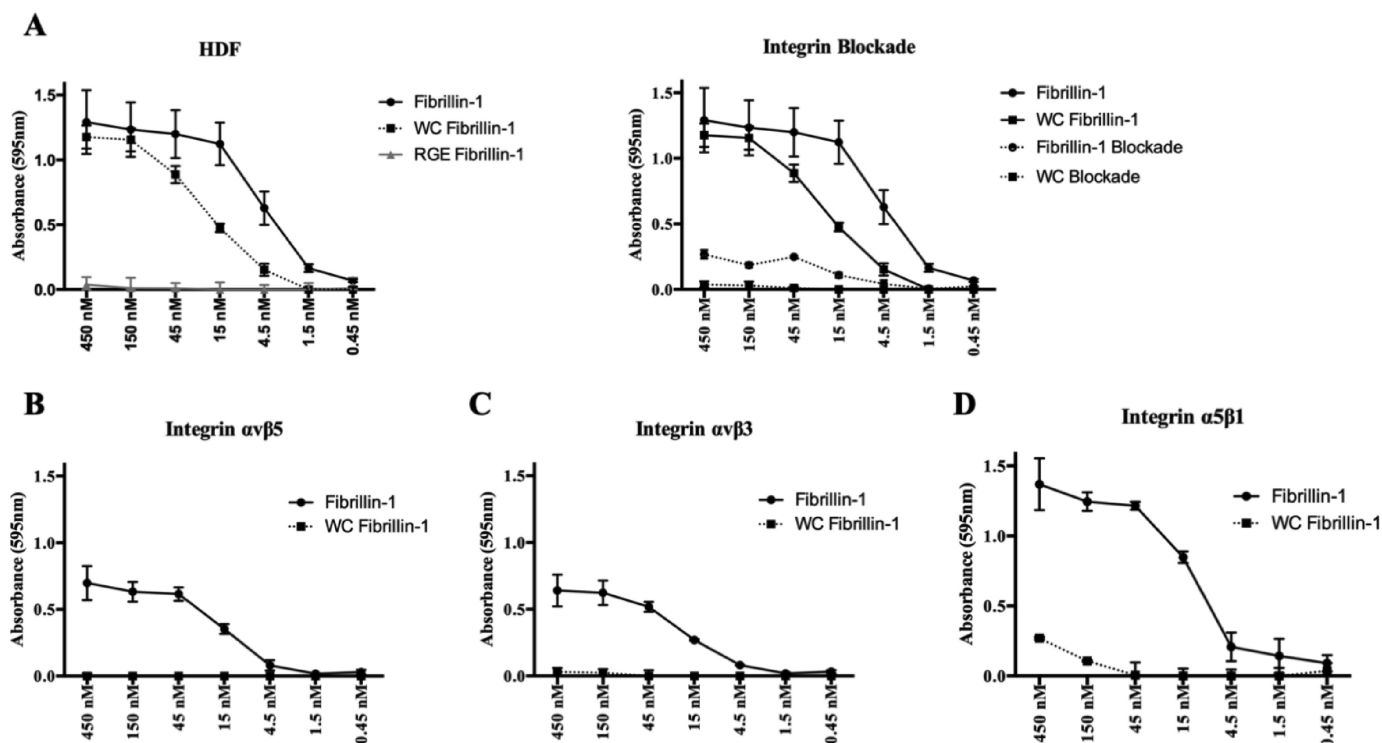 A
HDF
Absorbance (595nm)
1.5
1.0
0.5
0.0
450 nM
150 nM
45 nM
15 nM
4.5 nM
1.5 nM
0.45 nM
Fibrillin-1
WC Fibrillin-1
RGE Fibrillin-1
Integrin Blockade
Absorbance (595nm)
1.5
1.0
0.5
0.0
450 nM
150 nM
45 nM
15 nM
4.5 nM
1.5 nM
0.45 nM
Fibrillin-1
WC Fibrillin-1
Fibrillin-1 Blockade
WC Blockade
B
Integrin αvβ5
Absorbance (595nm)
1.5
1.0
0.5
0.0
450 nM
150 nM
45 nM
15 nM
4.5 nM
1.5 nM
0.45 nM
Fibrillin-1
WC Fibrillin-1
C
Integrin αvβ3
Absorbance (595nm)
1.5
1.0
0.5
0.0
450 nM
150 nM
45 nM
15 nM
4.5 nM
1.5 nM
0.45 nM
Fibrillin-1
WC Fibrillin-1
D
Integrin α5β1
Absorbance (595nm)
1.5
1.0
0.5
0.0
450 nM
150 nM
45 nM
15 nM
4.5 nM
1.5 nM
0.45 nM
Fibrillin-1
WC Fibrillin-1